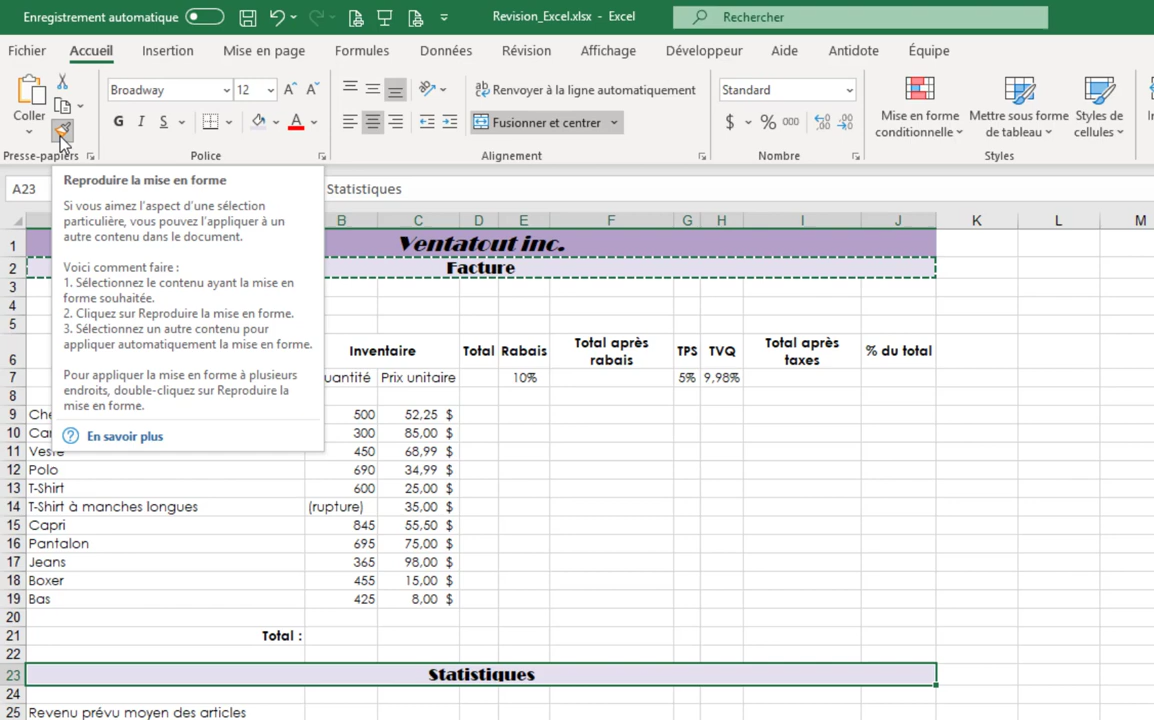 Enregistrement automatique
Revision_Excel.xlsx - Excel
Rechercher
Fichier Accueil Insertion Mise en page Formules Données Révision Affichage Développeur Aide Antidote Équipe
Coller
Broadway 12
Renvoyer à la ligne automatiquement
Standard
Mise en forme conditionnelle
Mettre sous forme de tableau
Styles de cellules
G I S A
Fusionner et centrer
$ % 000
Presse-papiers Police Alignement Nombre Styles
A23 Statistiques
Reproduire la mise en forme
Si vous aimez l'aspect d'une sélection
particulière, vous pouvez l'appliquer à un
autre contenu dans le document.
Voici comment faire :
1. Sélectionnez le contenu ayant la mise en
forme souhaitée.
2. Cliquez sur Reproduire la mise en forme.
3. Sélectionnez un autre contenu pour
appliquer automatiquement la mise en forme.
Pour appliquer la mise en forme à plusieurs
endroits, double-cliquez sur Reproduire la
mise en forme.
En savoir plus
B C D E F G H I J K L M
1 Ventatout inc.
2 Facture
3
4
5
6 Inventaire Total Rabais Total après rabais TPS TVQ Total après taxes % du total
7 uantité Prix unitaire 10% 5% 9,98%
8
9 Che 500 52,25 $
10 Car 300 85,00 $
11 Veste 450 68,99 $
12 Polo 690 34,99 $
13 T-Shirt 600 25,00 $
14 T-Shirt à manches longues (rupture) 35,00 $
15 Capri 845 55,50 $
16 Pantalon 695 75,00 $
17 Jeans 365 98,00 $
18 Boxer 455 15,00 $
19 Bas 425 8,00 $
20
21 Total :
22
23 Statistiques
24
25 Revenu prévu moyen des articles